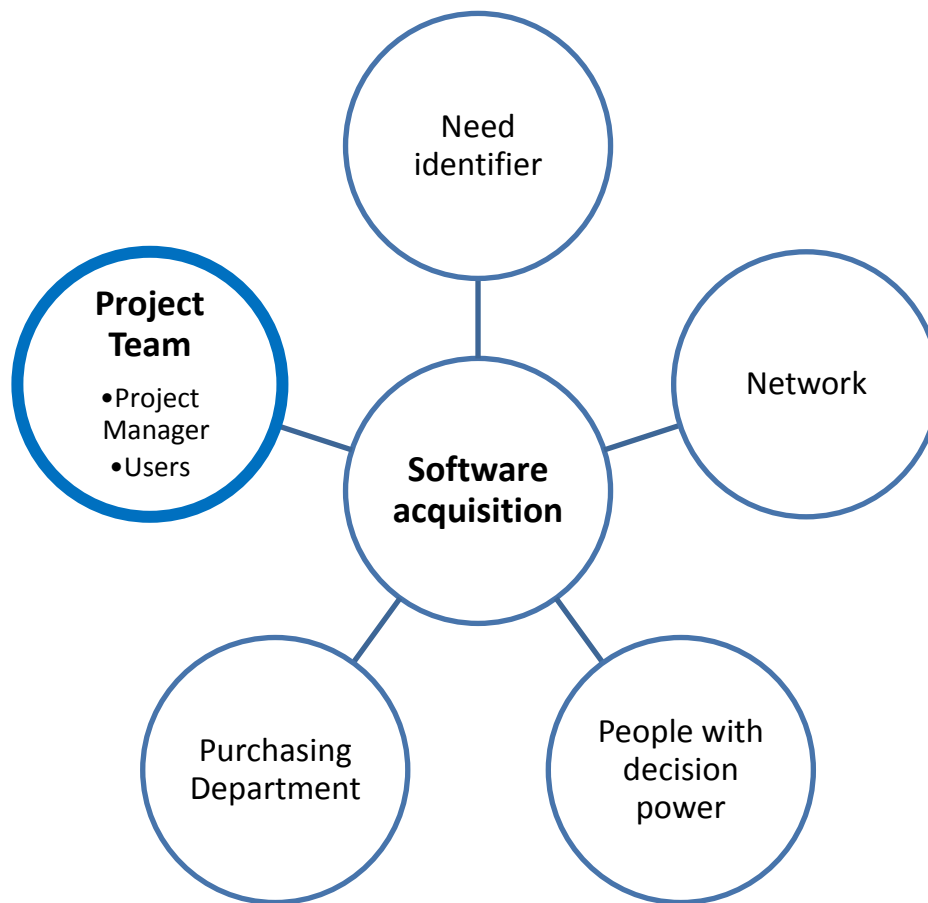 Need
identifier
Project
Team
•Project
Manager
•Users
Network
Software
acquisition
Purchasing
Department
People with
decision
power